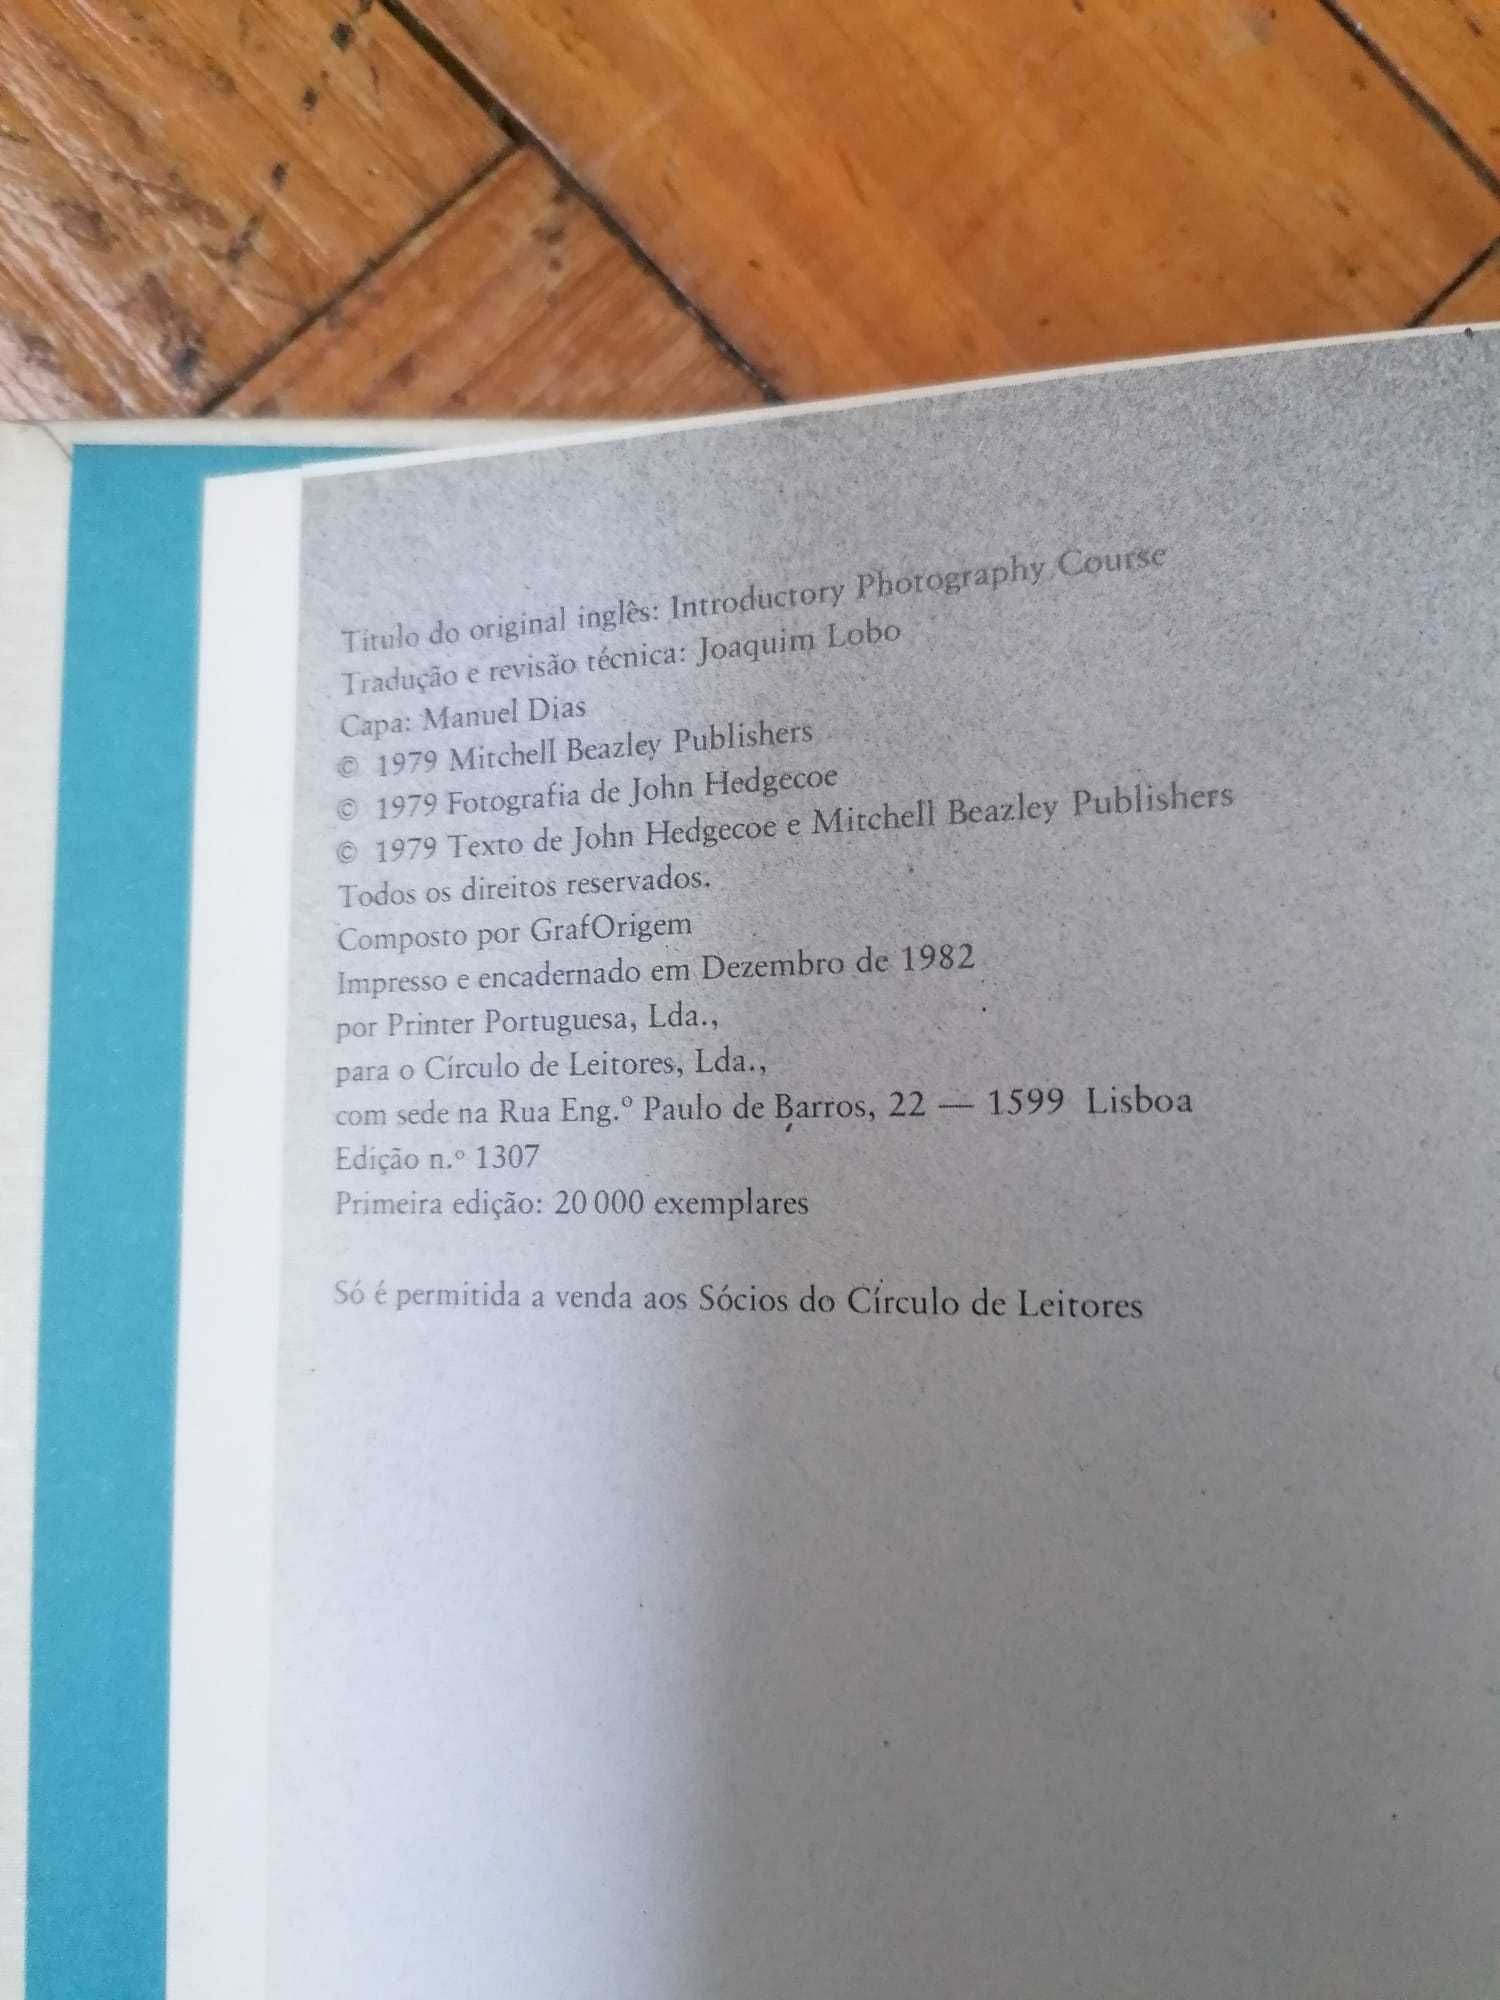 Título do original inglês: Introductory Photography Course
Tradução e revisão técnica: Joaquim Lobo
Capa: Manuel Dias
© 1979 Mitchell Beazley Publishers
© 1979 Fotografia de John Hedgecoe
© 1979 Texto de John Hedgecoe e Mitchell Beazley Publishers
Todos os direitos reservados.
Composto por GrafOrigem
Impresso e encadernado em Dezembro de 1982
por Printer Portuguesa, Lda.,
para o Círculo de Leitores, Lda.,
com sede na Rua Eng.º Paulo de Barros, 22 — 1599 Lisboa
Edição n.º 1307
Primeira edição: 20 000 exemplares
Só é permitida a venda aos Sócios do Círculo de Leitores